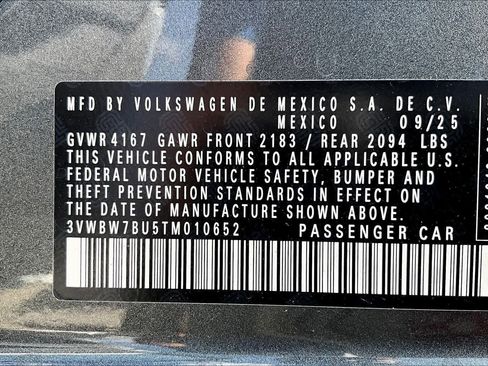 MFD BY VOLKSWAGEN DE MEXICO S.A. DE C.V.
MEXICO 09/25
GVWR 4167 GAWR FRONT 2183 / REAR 2094 LBS
THIS VEHICLE CONFORMS TO ALL APPLICABLE U.S.
FEDERAL MOTOR VEHICLE SAFETY, BUMPER AND
THEFT PREVENTION STANDARDS IN EFFECT ON
THE DATE OF MANUFACTURE SHOWN ABOVE.
3VWBW7BU5TM010652 PASSENGER CAR